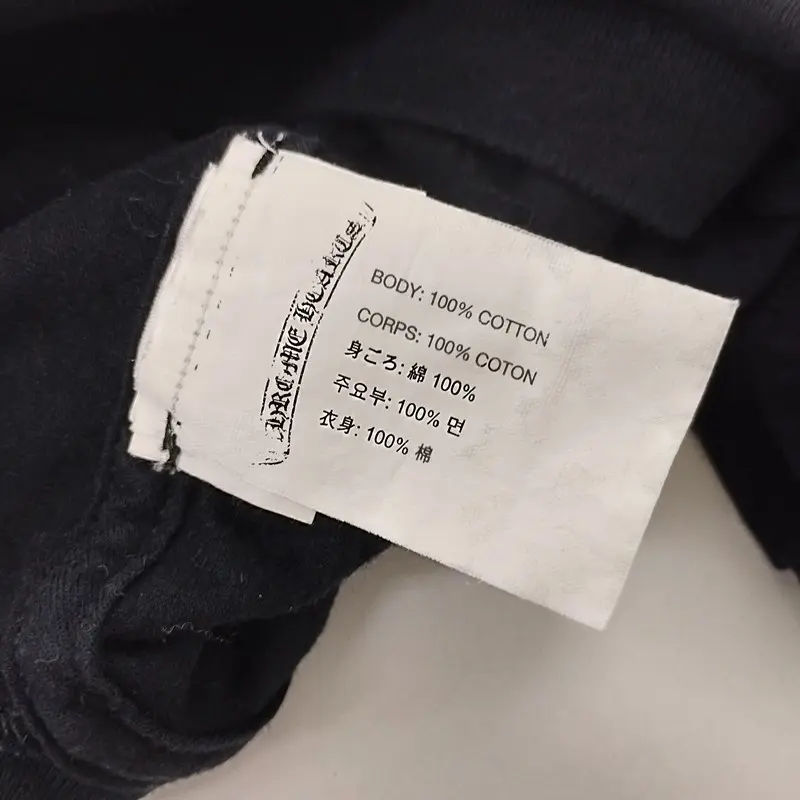 BODY: 100% COTTON
CORPS: 100% COTON
身ごろ: 綿 100%
주요부: 100% 면
衣身: 100% 棉